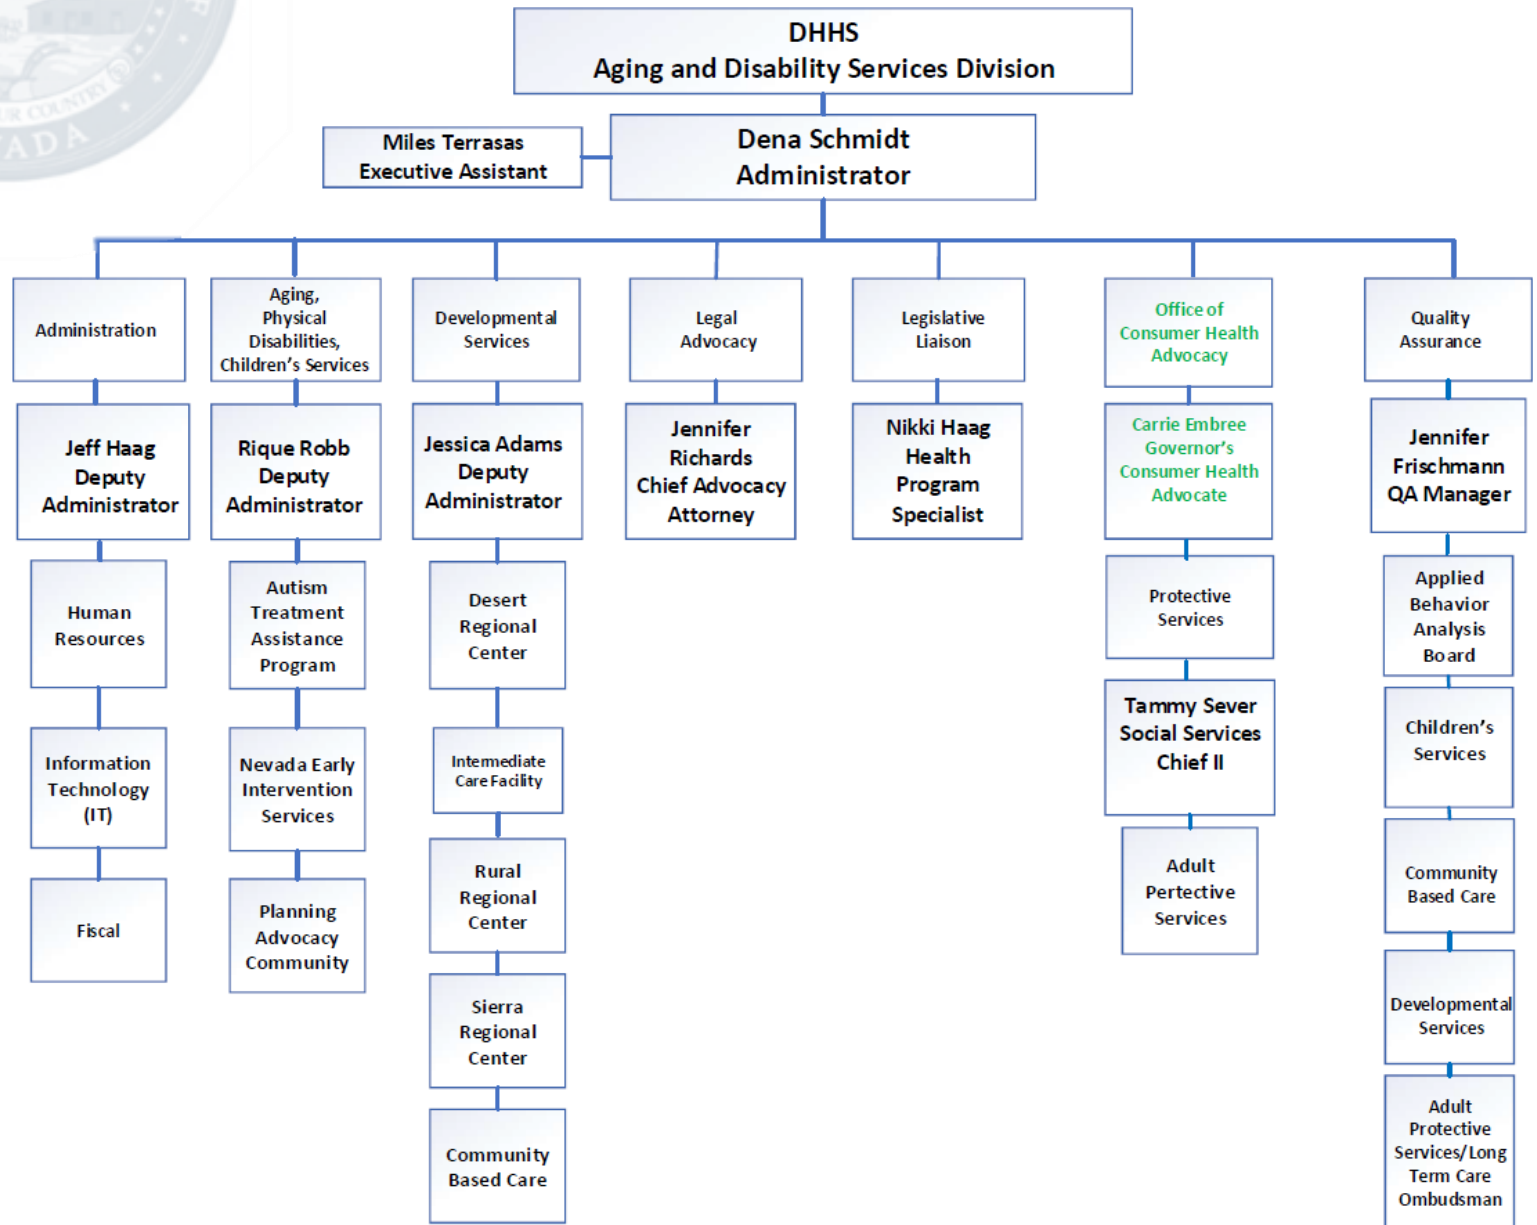 OUR COUNTRY
VADA
DHHS
Aging and Disability Services Division
Miles Terrasas
Executive Assistant
Dena Schmidt
Administrator
Administration
Aging,
Physical
Disabilities,
Children's Services
Developmental
Services
Legal
Advocacy
Legislative
Liaison
Office of
Consumer Health
Advocacy
Quality
Assurance
Jeff Haag
Deputy
Administrator
Rique Robb
Deputy
Administrator
Jessica Adams
Deputy
Administrator
Jennifer
Richards
Chief Advocacy
Attorney
Nikki Haag
Health
Program
Specialist
Carrie Embree
Governor's
Consumer Health
Advocate
Jennifer
Frischmann
QA Manager
Human
Resources
Autism
Treatment
Assistance
Program
Desert
Regional
Center
Protective
Services
Applied
Behavior
Analysis
Board
Information
Technology
(IT)
Nevada Early
Intervention
Services
Intermediate
Care Facility
Tammy Sever
Social Services
Chief II
Children's
Services
Fiscal
Planning
Advocacy
Community
Rural
Regional
Center
Adult
Pertective
Services
Community
Based Care
Sierra
Regional
Center
Developmental
Services
Community
Based Care
Adult
Protective
Services/Long
Term Care
Ombudsman